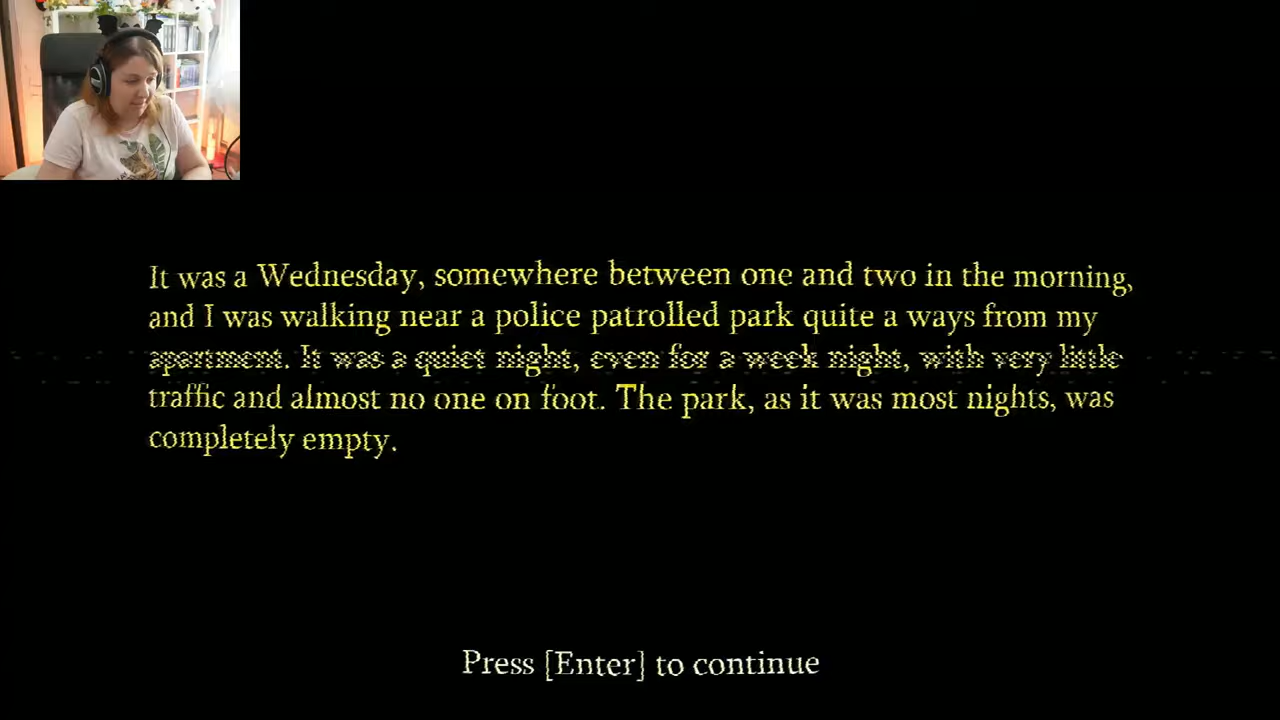 It was a Wednesday, somewhere between one and two in the morning,
and I was walking near a police patrolled park quite a ways from my
apartment. It was a quiet night, even for a week night, with very little
traffic and almost no one on foot. The park, as it was most nights, was
completely empty.
Press [Enter] to continue